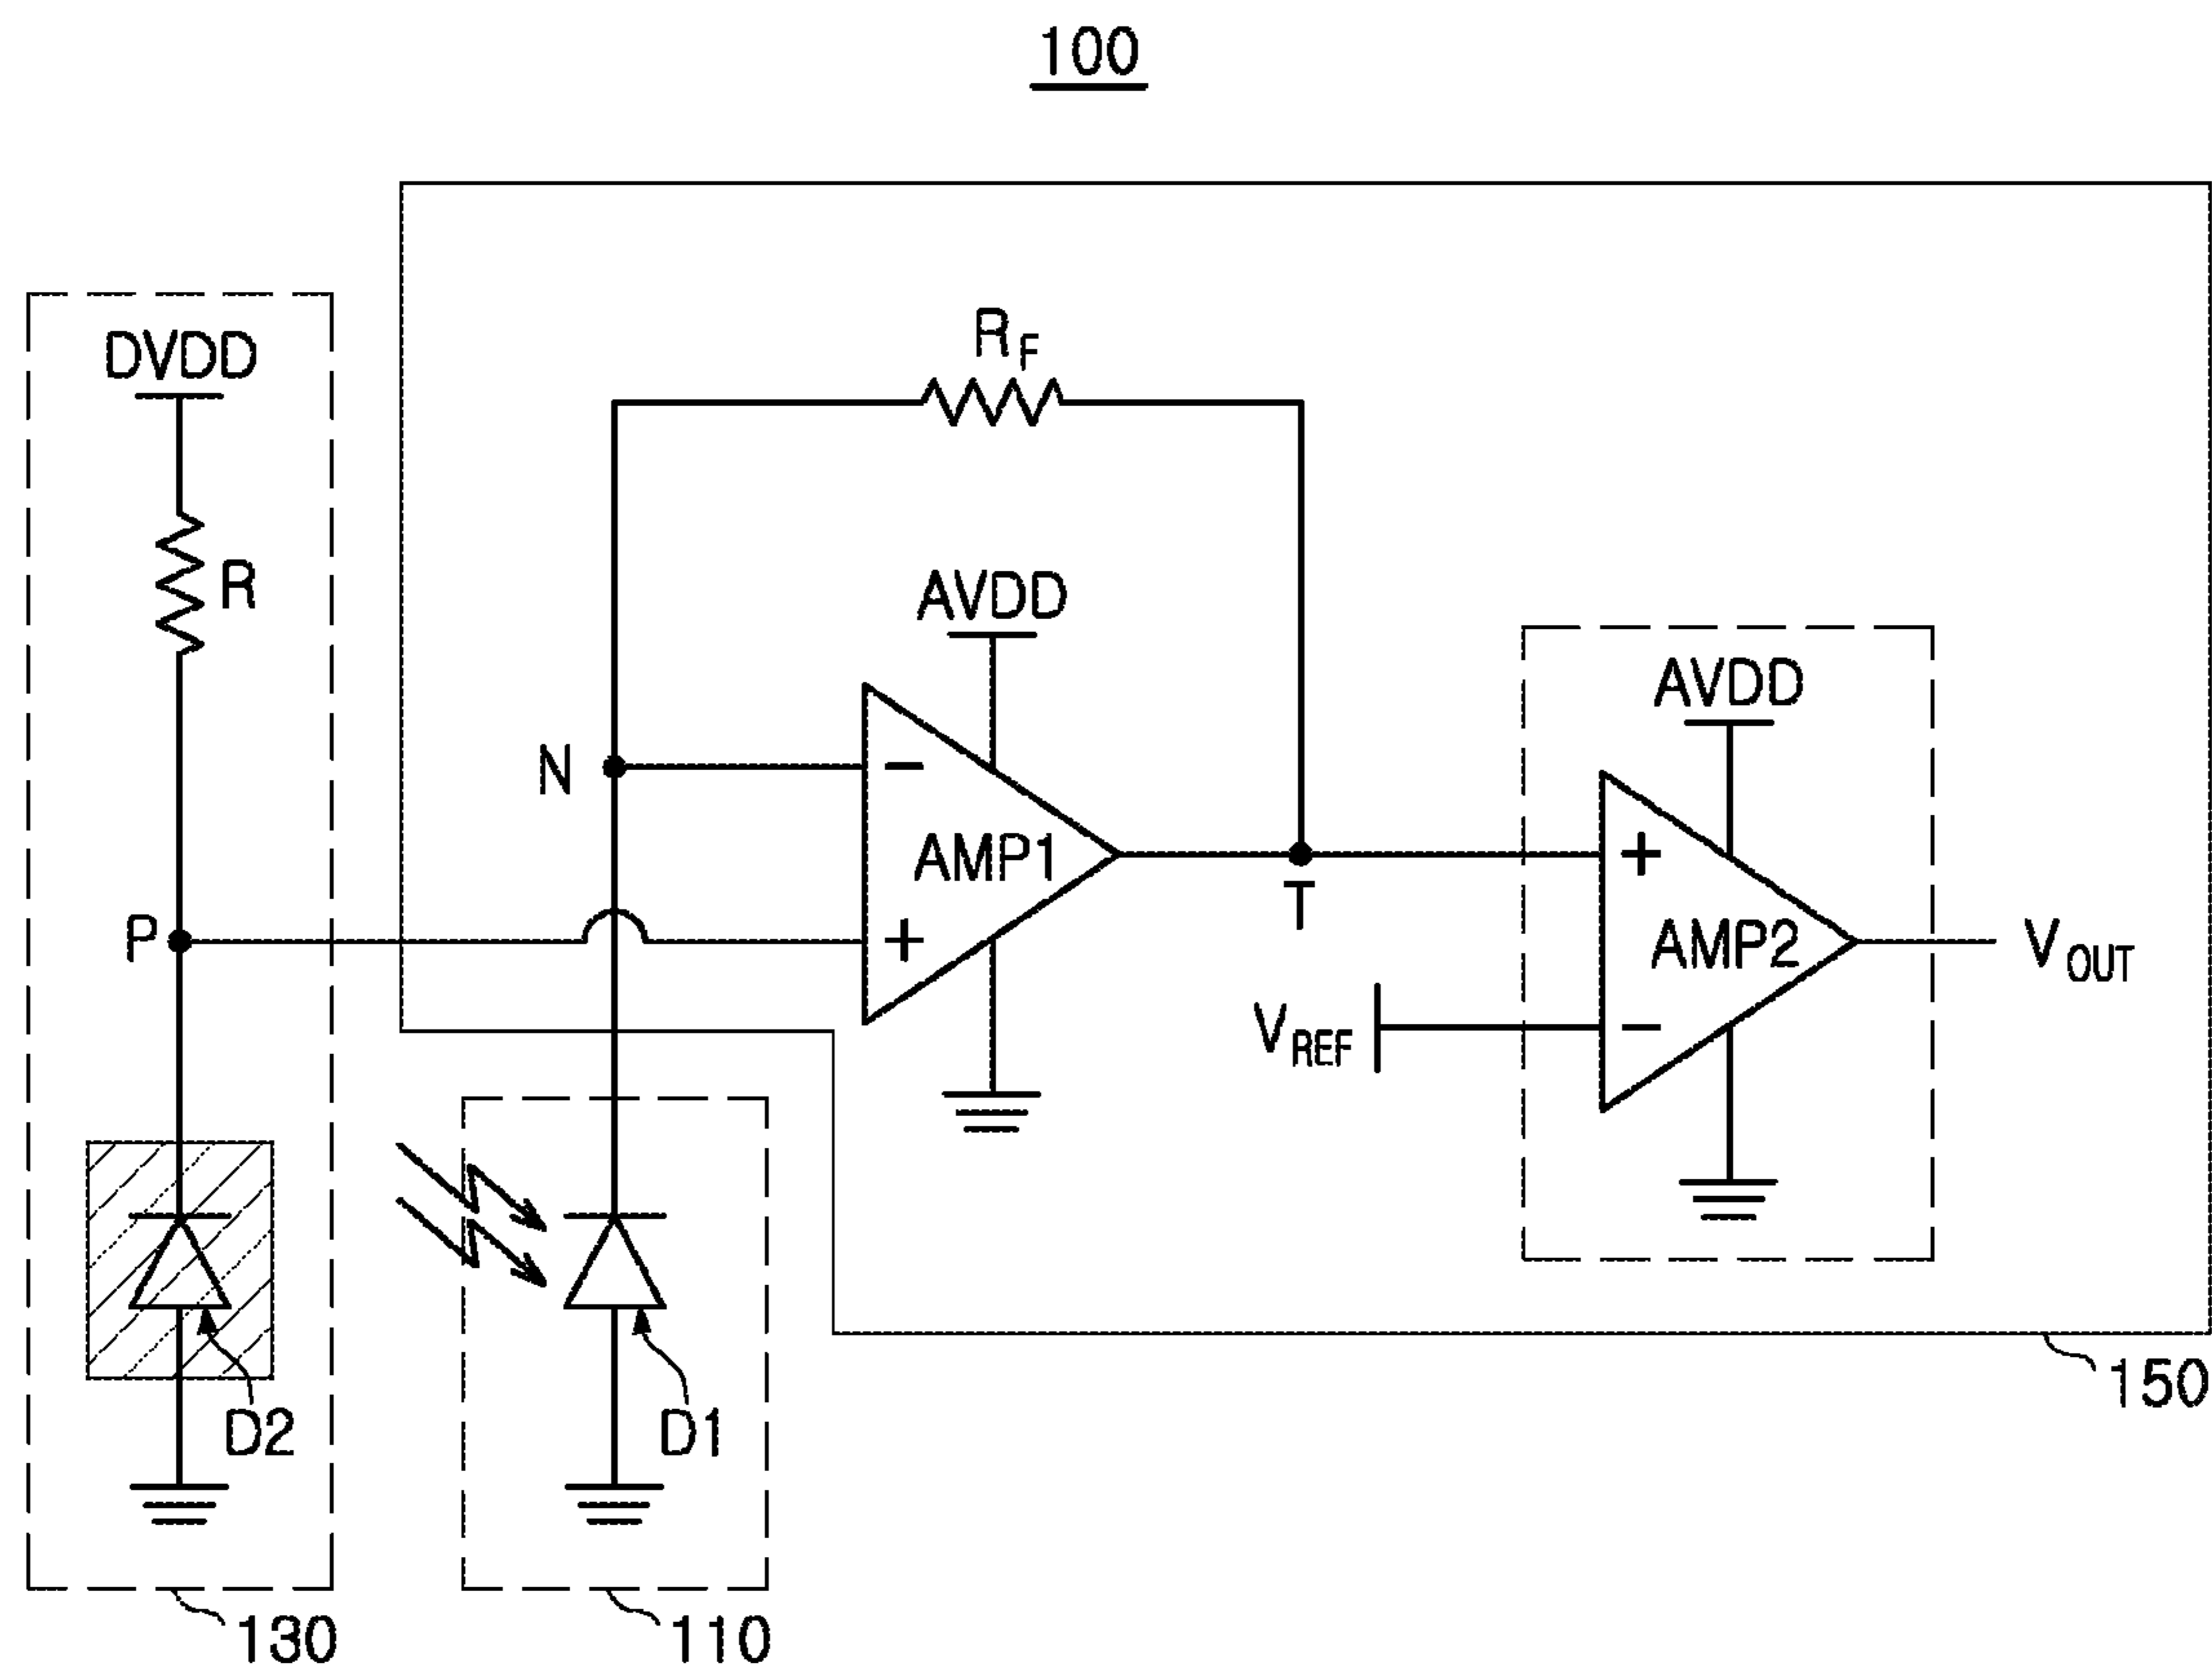 100
DVDD
R_F
R
AVDD
AVDD
N
-
AMP1
+
T
P
+
AMP2
-
V_OUT
V_REF
D2
D1
150
130
110